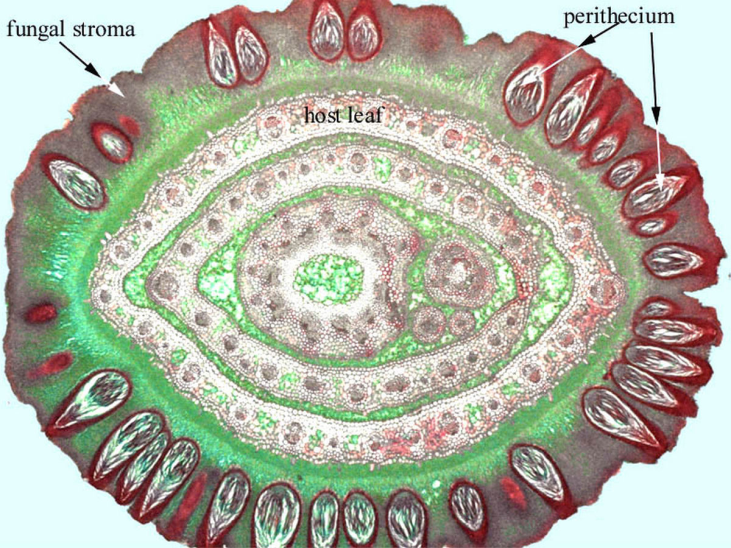 perithecium
fungal stroma
host leaf